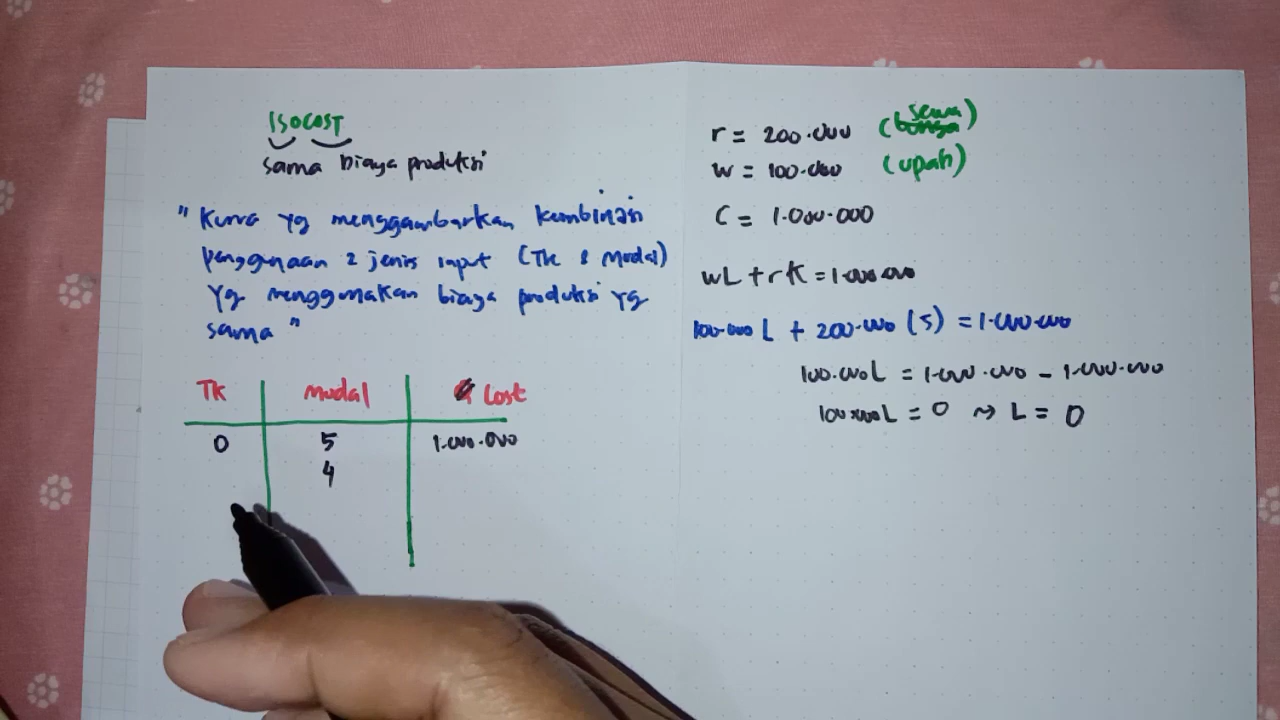 ISOCOST
sama biaya produksi
"Kurva yg menggambarkan kombinasi
penggunaan 2 jenis input (Tk & Modal)
yg menggunakan biaya produksi yg
sama"
Tk modal Cost
0 5 1.000.000
4
r = 200.000 (sewa)
w = 100.000 (upah)
C = 1.000.000
wL + rK = 1.000.000
100.000 L + 200.000 (5) = 1.000.000
100.000L = 1.000.000 - 1.000.000
100.000L = 0 ~> L = 0